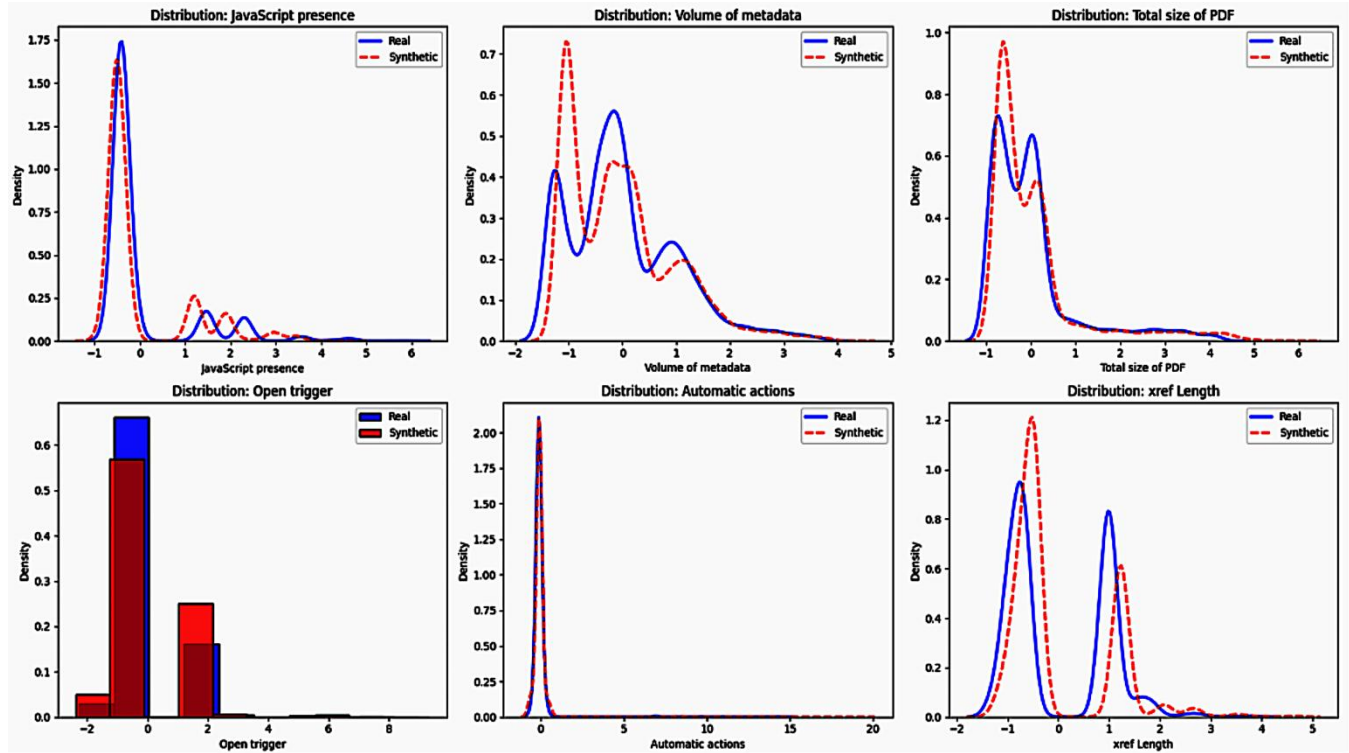 Distribution: JavaScript presence
1.75
1.50
1.25
1.00
0.75
0.50
0.25
0.00
Density
Real
Synthetic
−1 0 1 2 3 4 5 6
JavaScript presence
Distribution: Volume of metadata
0.7
0.6
0.5
0.4
0.3
0.2
0.1
0.0
Density
Real
Synthetic
−2 −1 0 1 2 3 4 5
Volume of metadata
Distribution: Total size of PDF
1.0
0.8
0.6
0.4
0.2
0.0
Density
Real
Synthetic
−1 0 1 2 3 4 5 6
Total size of PDF
Distribution: Open trigger
0.6
0.5
0.4
0.3
0.2
0.1
0.0
Density
Real
Synthetic
−2 0 2 4 6 8
Open trigger
Distribution: Automatic actions
2.00
1.75
1.50
1.25
1.00
0.75
0.50
0.25
0.00
Density
Real
Synthetic
0 5 10 15 20
Automatic actions
Distribution: xref Length
1.2
1.0
0.8
0.6
0.4
0.2
0.0
Density
Real
Synthetic
−2 −1 0 1 2 3 4 5
xref Length